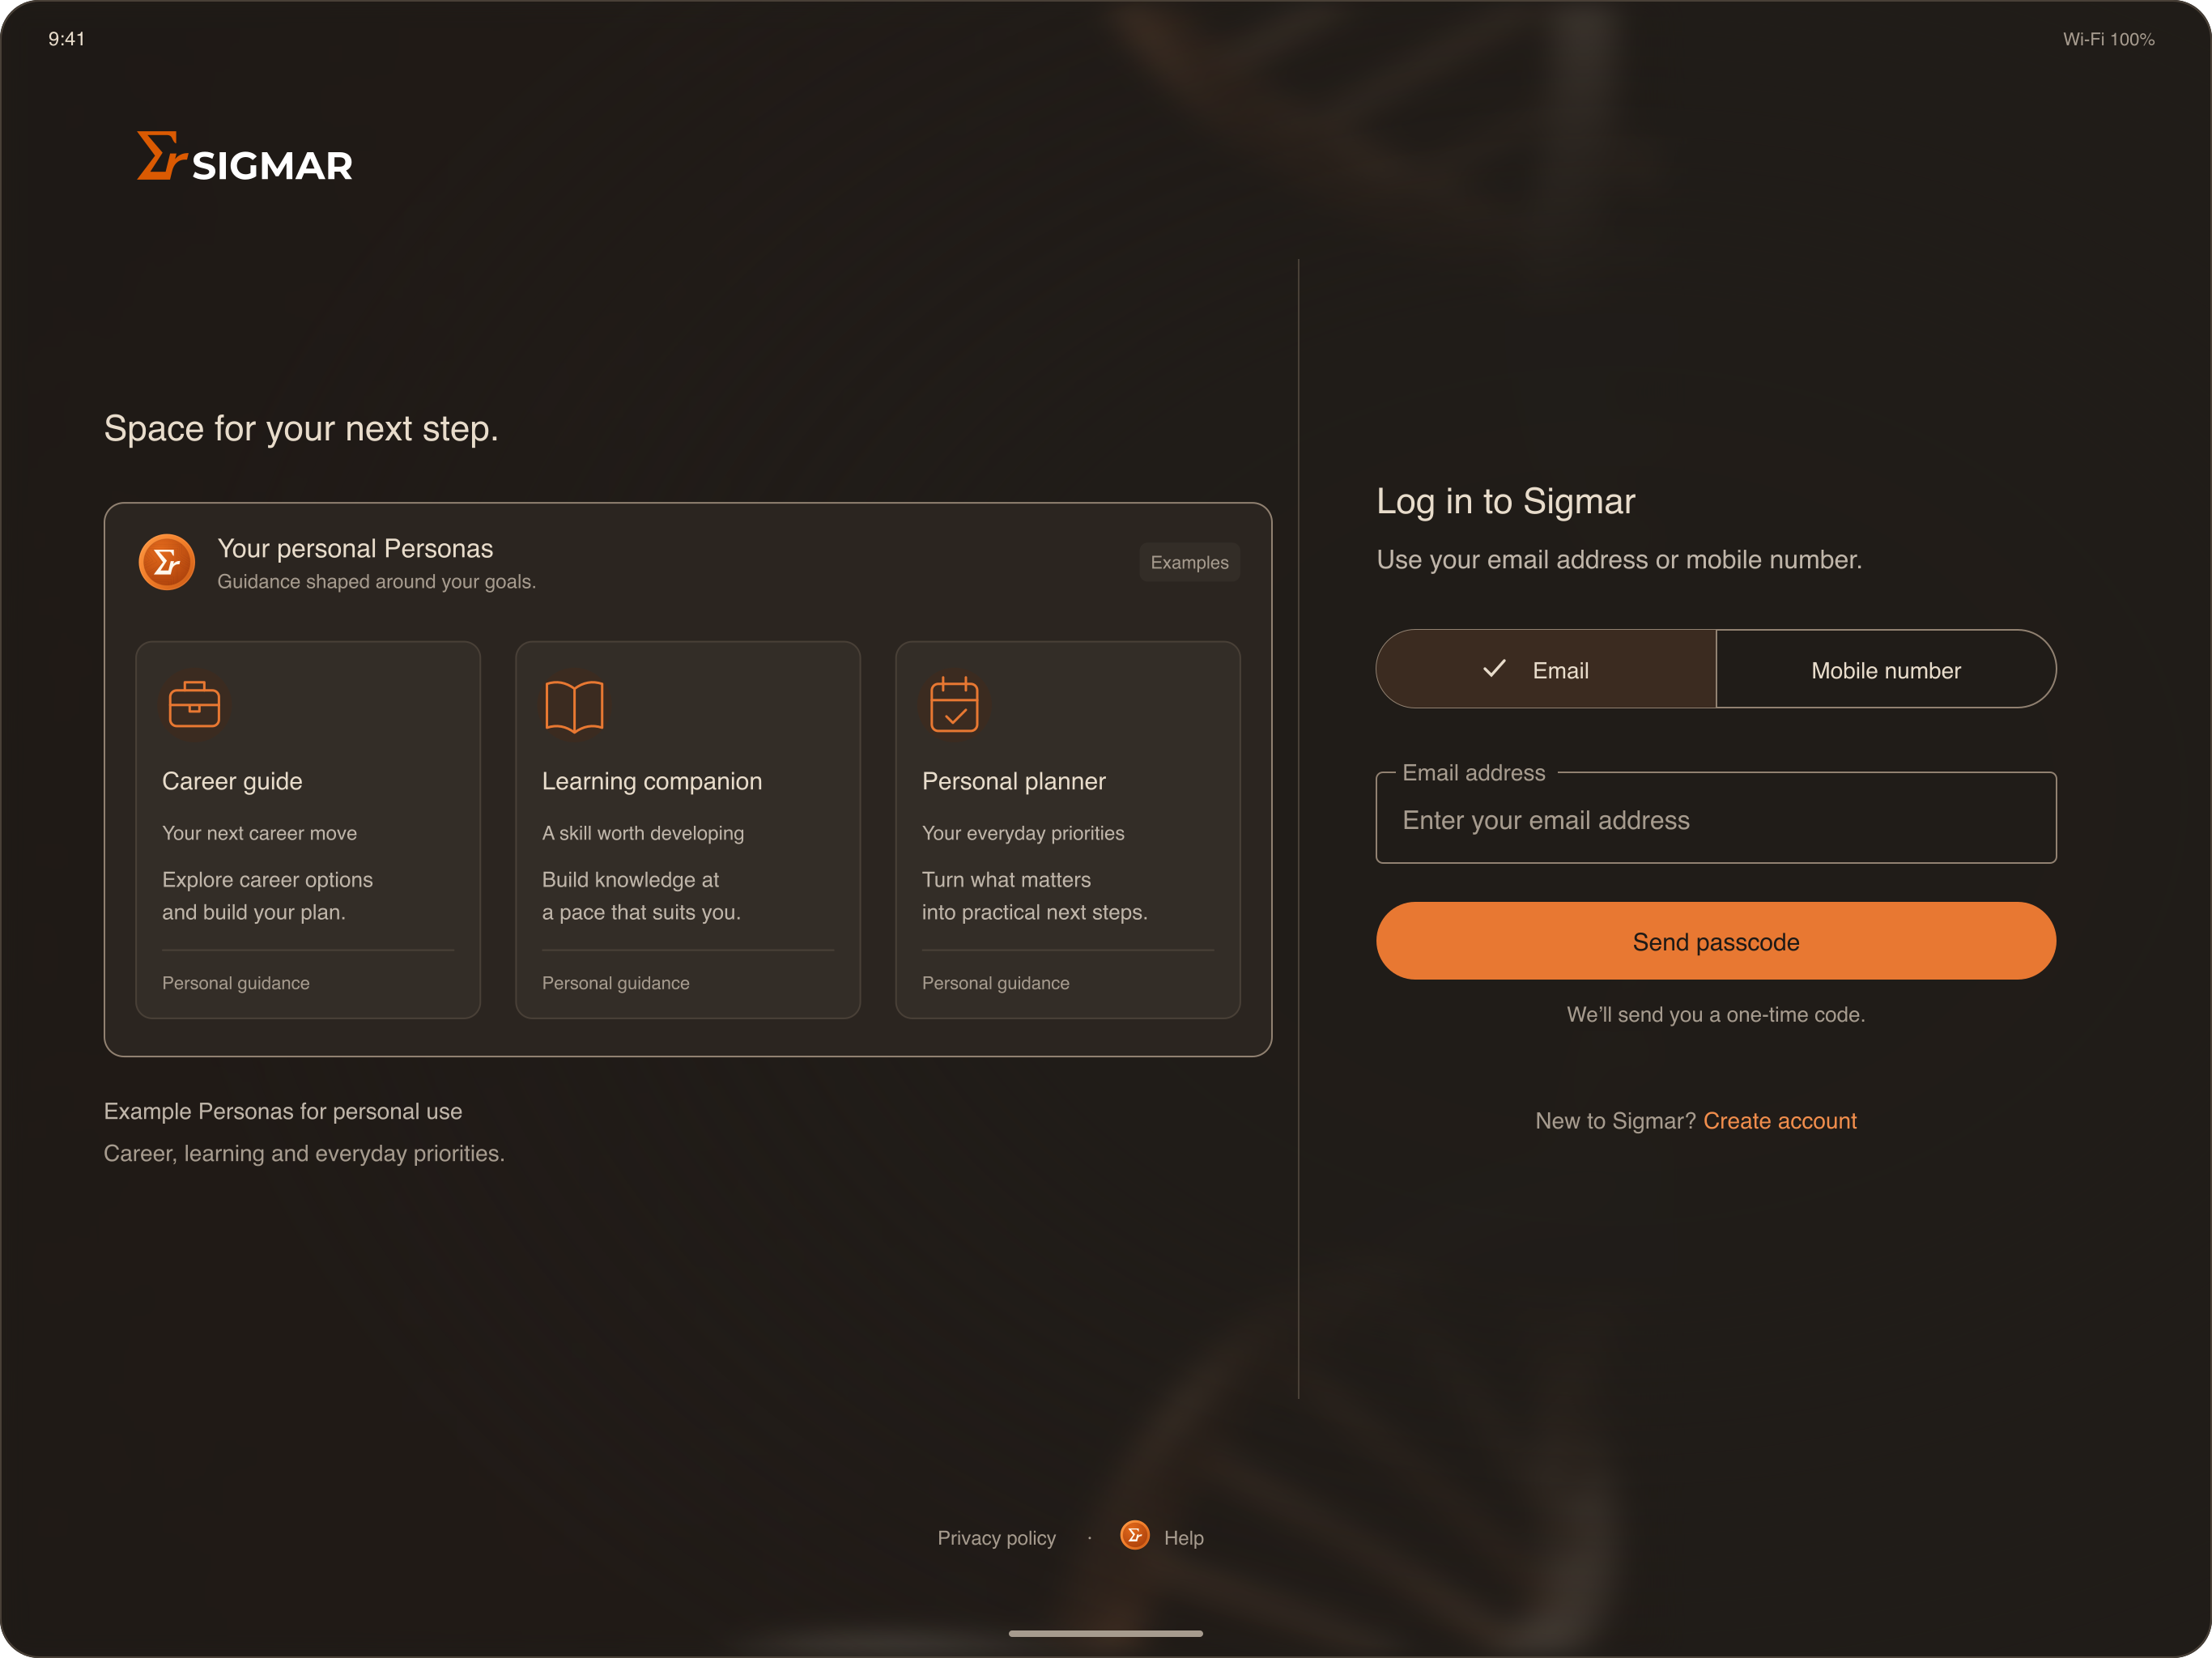 9:41
Wi-Fi 100%
Σr SIGMAR
Space for your next step.
Σr
Your personal Personas
Guidance shaped around your goals.
Examples
Career guide
Your next career move
Explore career options
and build your plan.
Personal guidance
Learning companion
A skill worth developing
Build knowledge at
a pace that suits you.
Personal guidance
Personal planner
Your everyday priorities
Turn what matters
into practical next steps.
Personal guidance
Example Personas for personal use
Career, learning and everyday priorities.
Log in to Sigmar
Use your email address or mobile number.
Email
Mobile number
Email address
Enter your email address
Send passcode
We’ll send you a one-time code.
New to Sigmar? Create account
Privacy policy · Σr Help